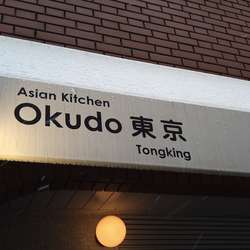 Asian Kitchen
Okudo 東京
Tongking